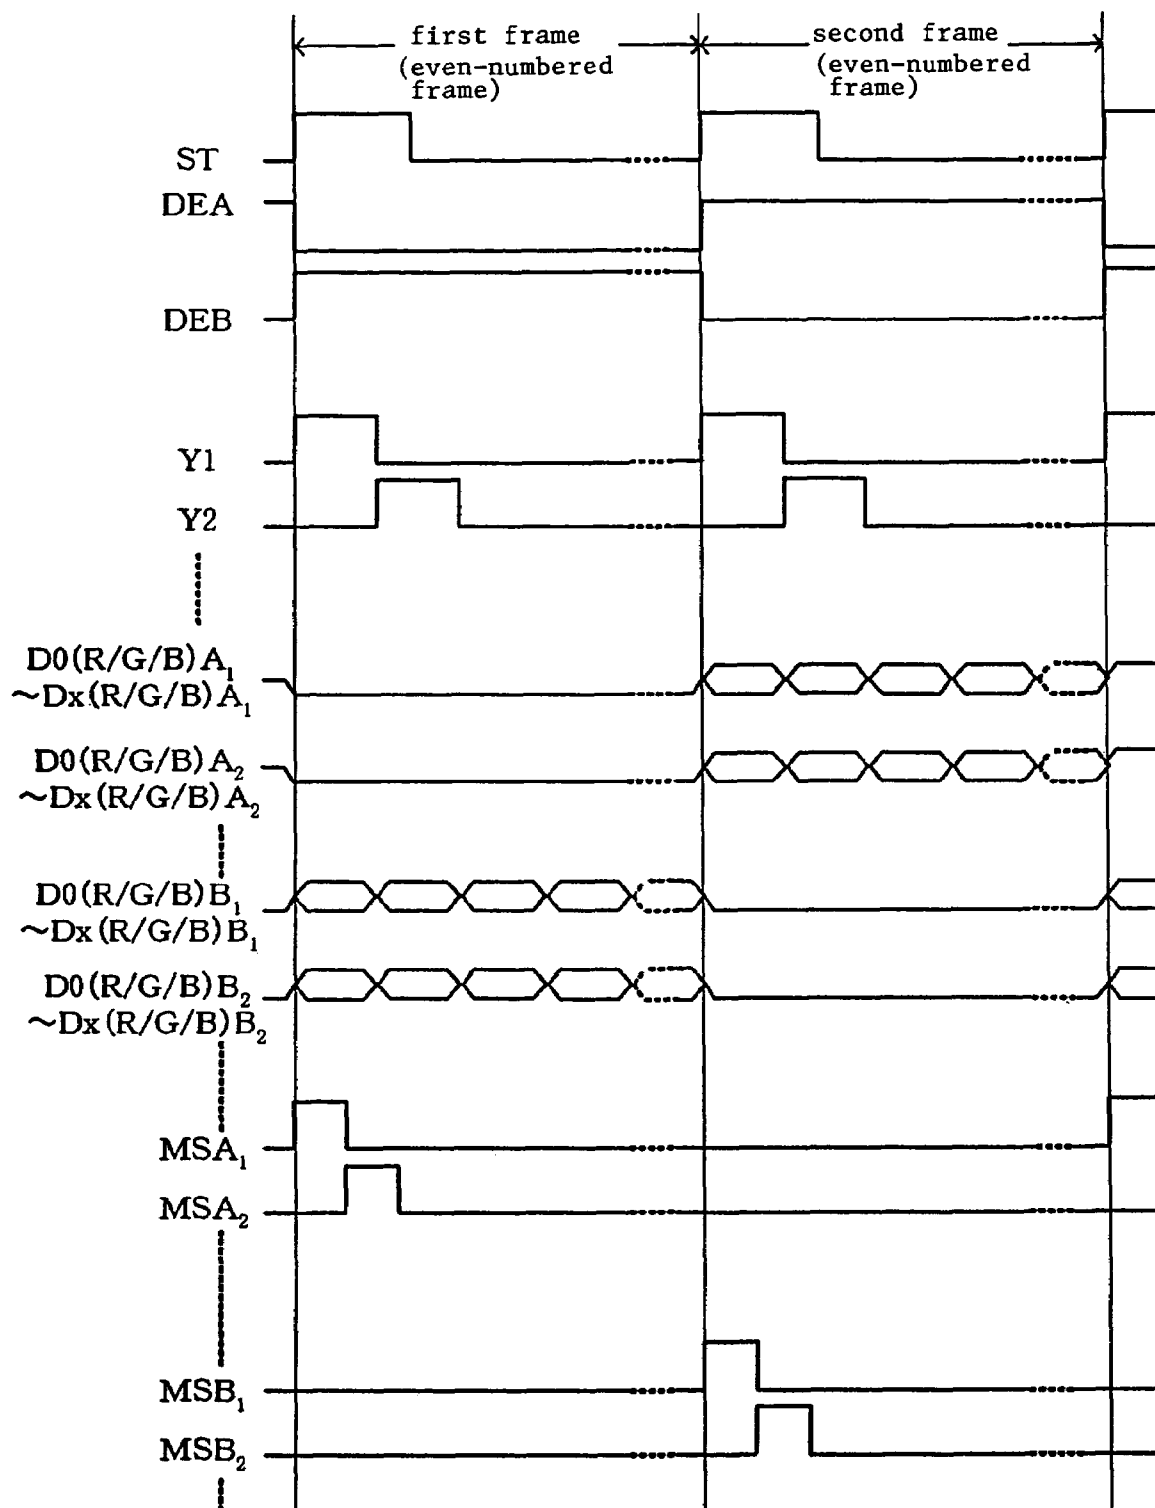 first frame
(even-numbered
frame)
second frame
(even-numbered
frame)
ST
DEA
DEB
Y1
Y2
D0(R/G/B)A₁
～Dx(R/G/B)A₁
D0(R/G/B)A₂
～Dx(R/G/B)A₂
D0(R/G/B)B₁
～Dx(R/G/B)B₁
D0(R/G/B)B₂
～Dx(R/G/B)B₂
MSA₁
MSA₂
MSB₁
MSB₂